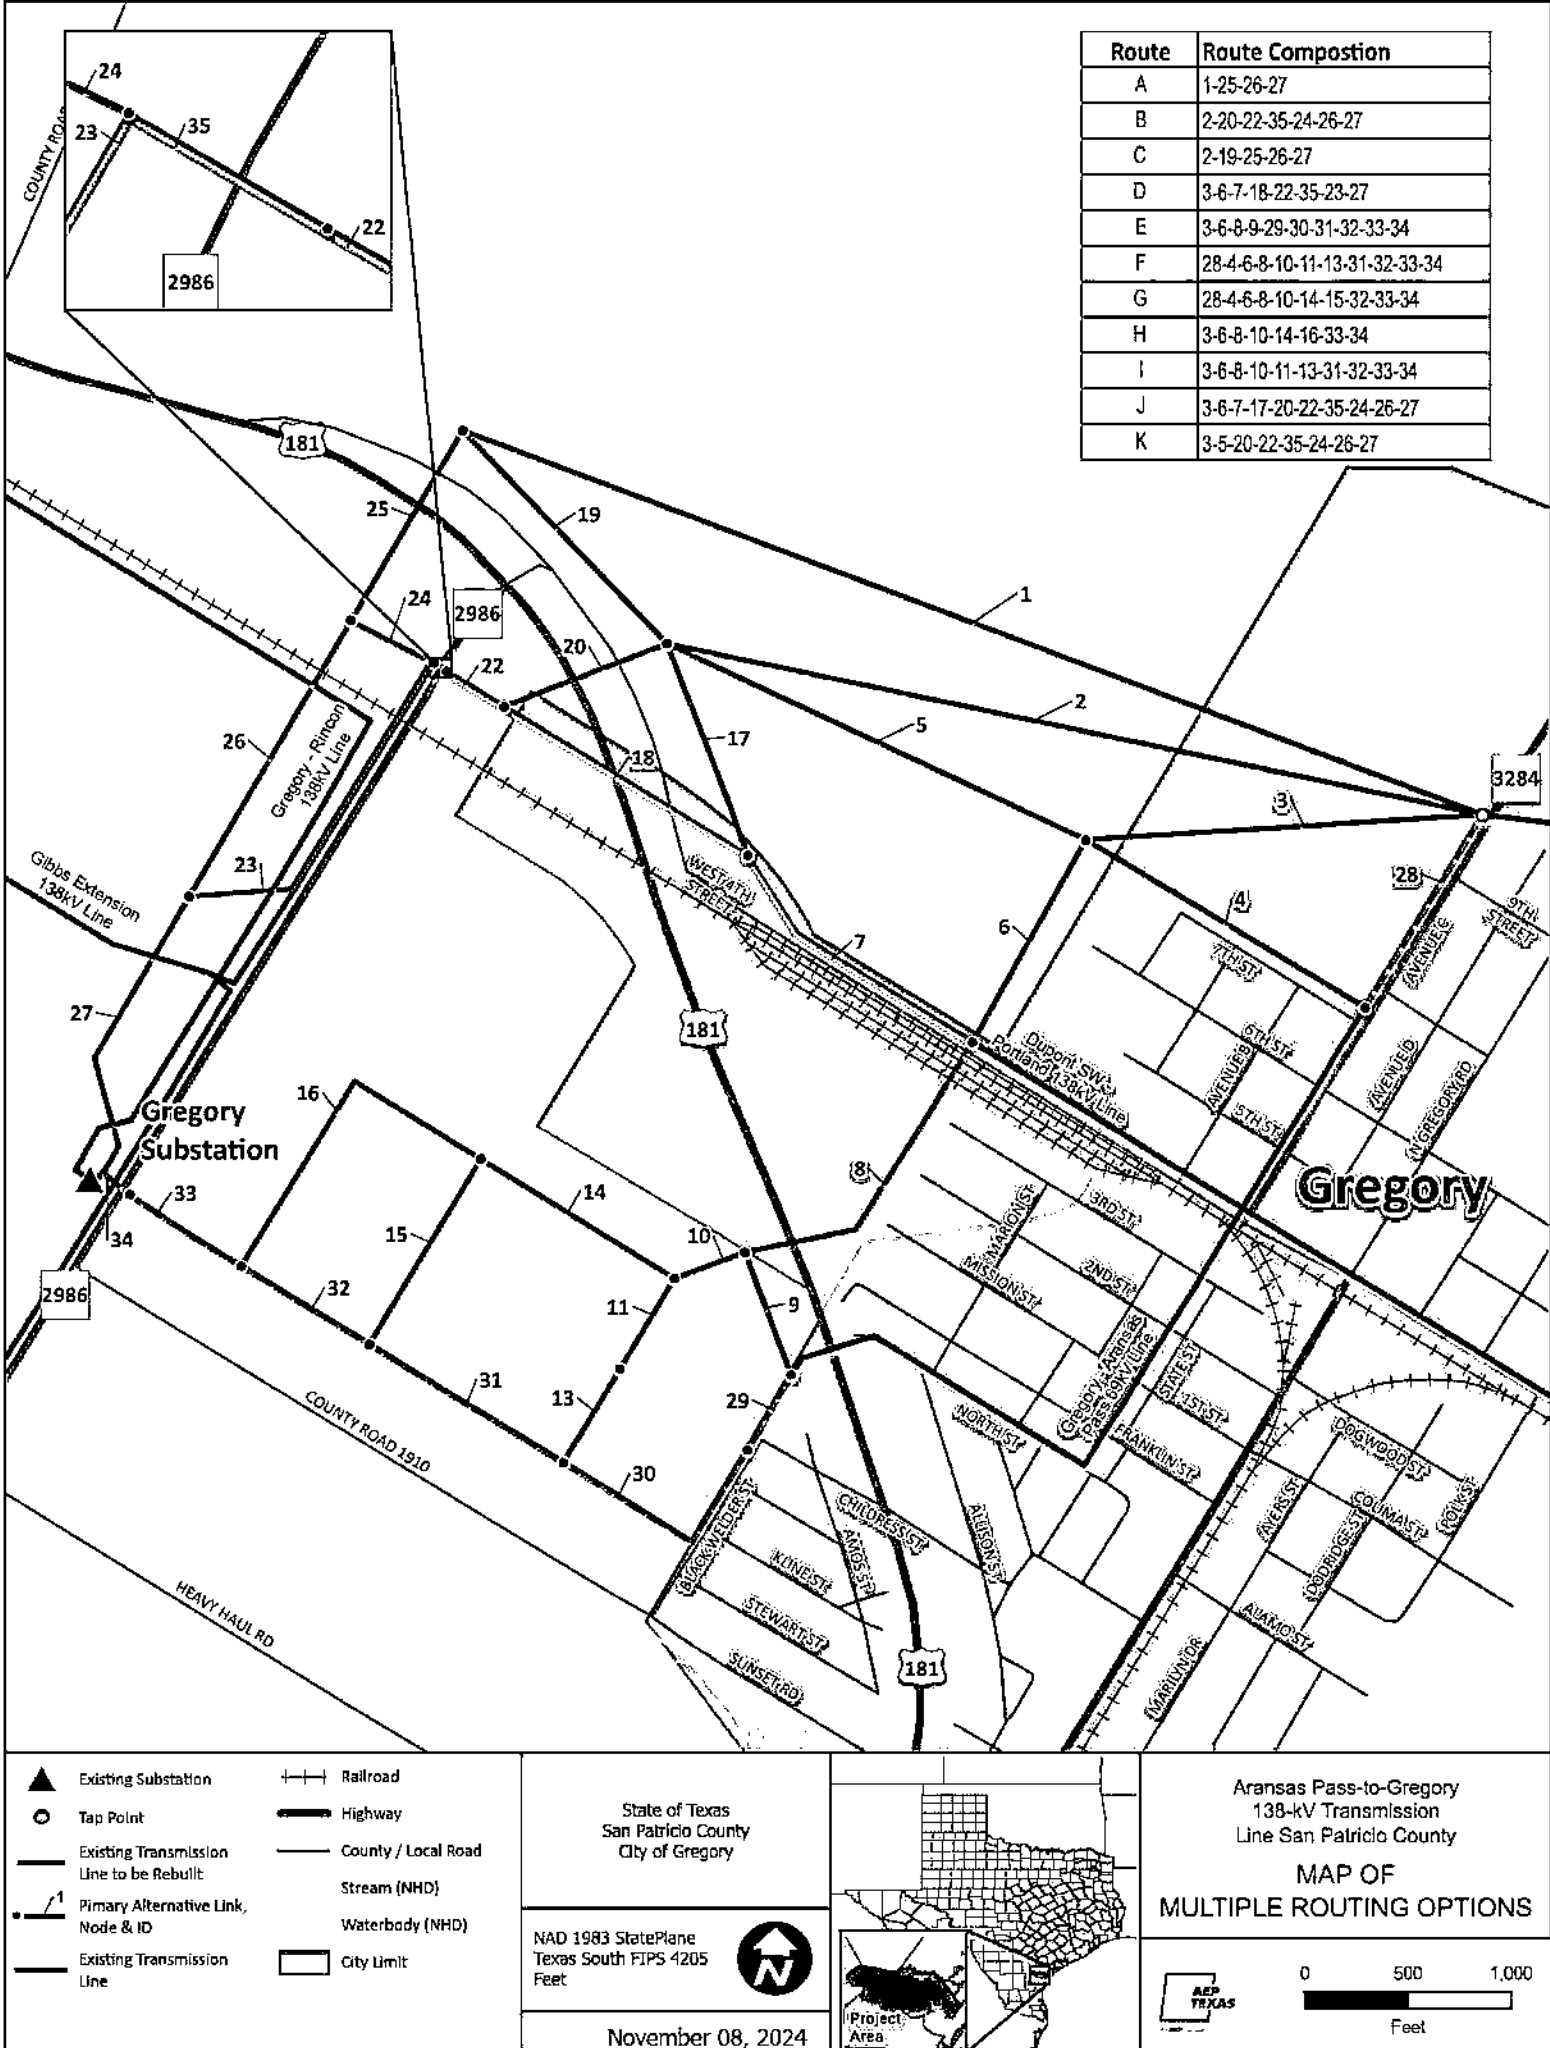 Route Route Compostion
A 1-25-26-27
B 2-20-22-35-24-26-27
C 2-19-25-26-27
D 3-6-7-18-22-35-23-27
E 3-6-8-9-29-30-31-32-33-34
F 28-4-6-8-10-11-13-31-32-33-34
G 28-4-6-8-10-14-15-32-33-34
H 3-6-8-10-14-16-33-34
I 3-6-8-10-11-13-31-32-33-34
J 3-6-7-17-20-22-35-24-26-27
K 3-5-20-22-35-24-26-27
24
23
35
22
2986
COUNTY ROAD
181
25
19
1
24
2986
20
22
2
5
17
18
26
Gregory - Rincon
138kV Line
3284
3
28
4
23
Gibbs Extension
138kV Line
WEST 4TH
STREET
7
6
9TH
STREET
AVENUE C
7TH ST
27
181
6TH ST
AVENUE B
AVENUE D
N GREGORY RD
5TH ST
Dupont SW -
Portland 138kV Line
16
Gregory
Substation
Gregory
8
14
33
15
10
34
MARION ST
3RD ST
MISSION ST
2ND ST
2986
32
11
9
Gregory - Aransas
Pass 69kV Line
STATE ST
1ST ST
31
13
29
COUNTY ROAD 1910
NORTH ST
FRANKLIN ST
DOGWOOD ST
30
BLACKWELDER ST
CHILDRESS ST
ALLISON ST
AYERS ST
COLIMA ST
POLK ST
KLINE ST
AMOS ST
DODRIDGE ST
HEAVY HAUL RD
STEWART ST
ALAMO ST
SUNSET RD
181
MARILYN DR
Existing Substation
Tap Point
Existing Transmission
Line to be Rebuilt
1
Pimary Alternative Link,
Node & ID
Existing Transmission
Line
Railroad
Highway
County / Local Road
Stream (NHD)
Waterbody (NHD)
City Limit
State of Texas
San Patricio County
City of Gregory
NAD 1983 StatePlane
Texas South FIPS 4205
Feet
N
November 08, 2024
Project
Area
Aransas Pass-to-Gregory
138-kV Transmission
Line San Patricio County
MAP OF
MULTIPLE ROUTING OPTIONS
AEP
TEXAS
0 500 1,000
Feet